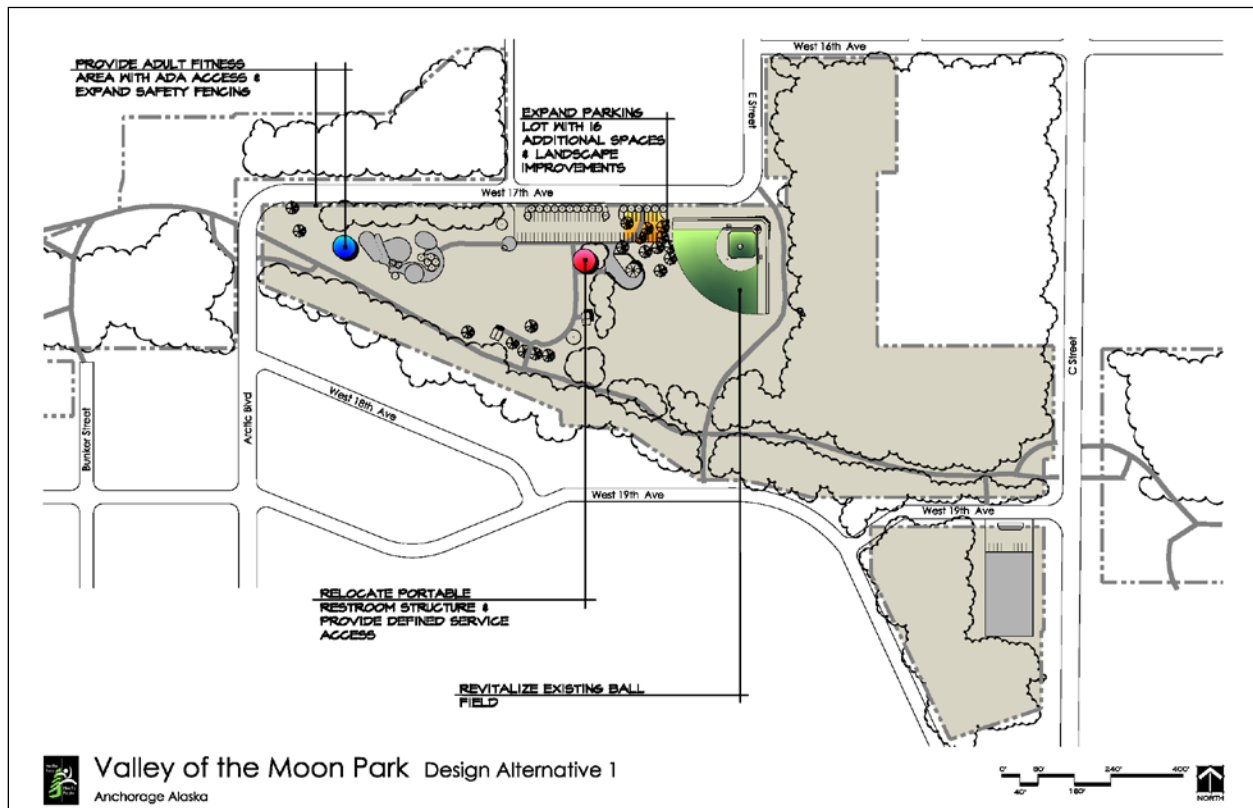 West 16th Ave
PROVIDE ADULT FITNESS
AREA WITH ADA ACCESS &
EXPAND SAFETY FENCING
EXPAND PARKING
LOT WITH 16
ADDITIONAL SPACES
& LANDSCAPE
IMPROVEMENTS
E Street
West 17th Ave
C Street
Bunker Street
Arctic Blvd
West 18th Ave
West 19th Ave
West 19th Ave
RELOCATE PORTABLE
RESTROOM STRUCTURE &
PROVIDE DEFINED SERVICE
ACCESS
REVITALIZE EXISTING BALL
FIELD
Valley of the Moon Park Design Alternative 1
Anchorage Alaska
0' 80' 240' 400'
40' 160'
NORTH